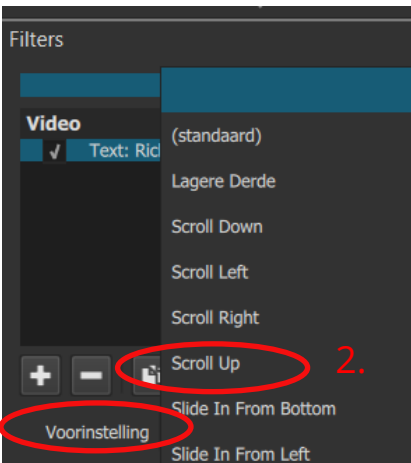 Filters
Video
Text: Ric
(standaard)
Lagere Derde
Scroll Down
Scroll Left
Scroll Right
Scroll Up
2.
Slide In From Bottom
Voorinstelling
Slide In From Left